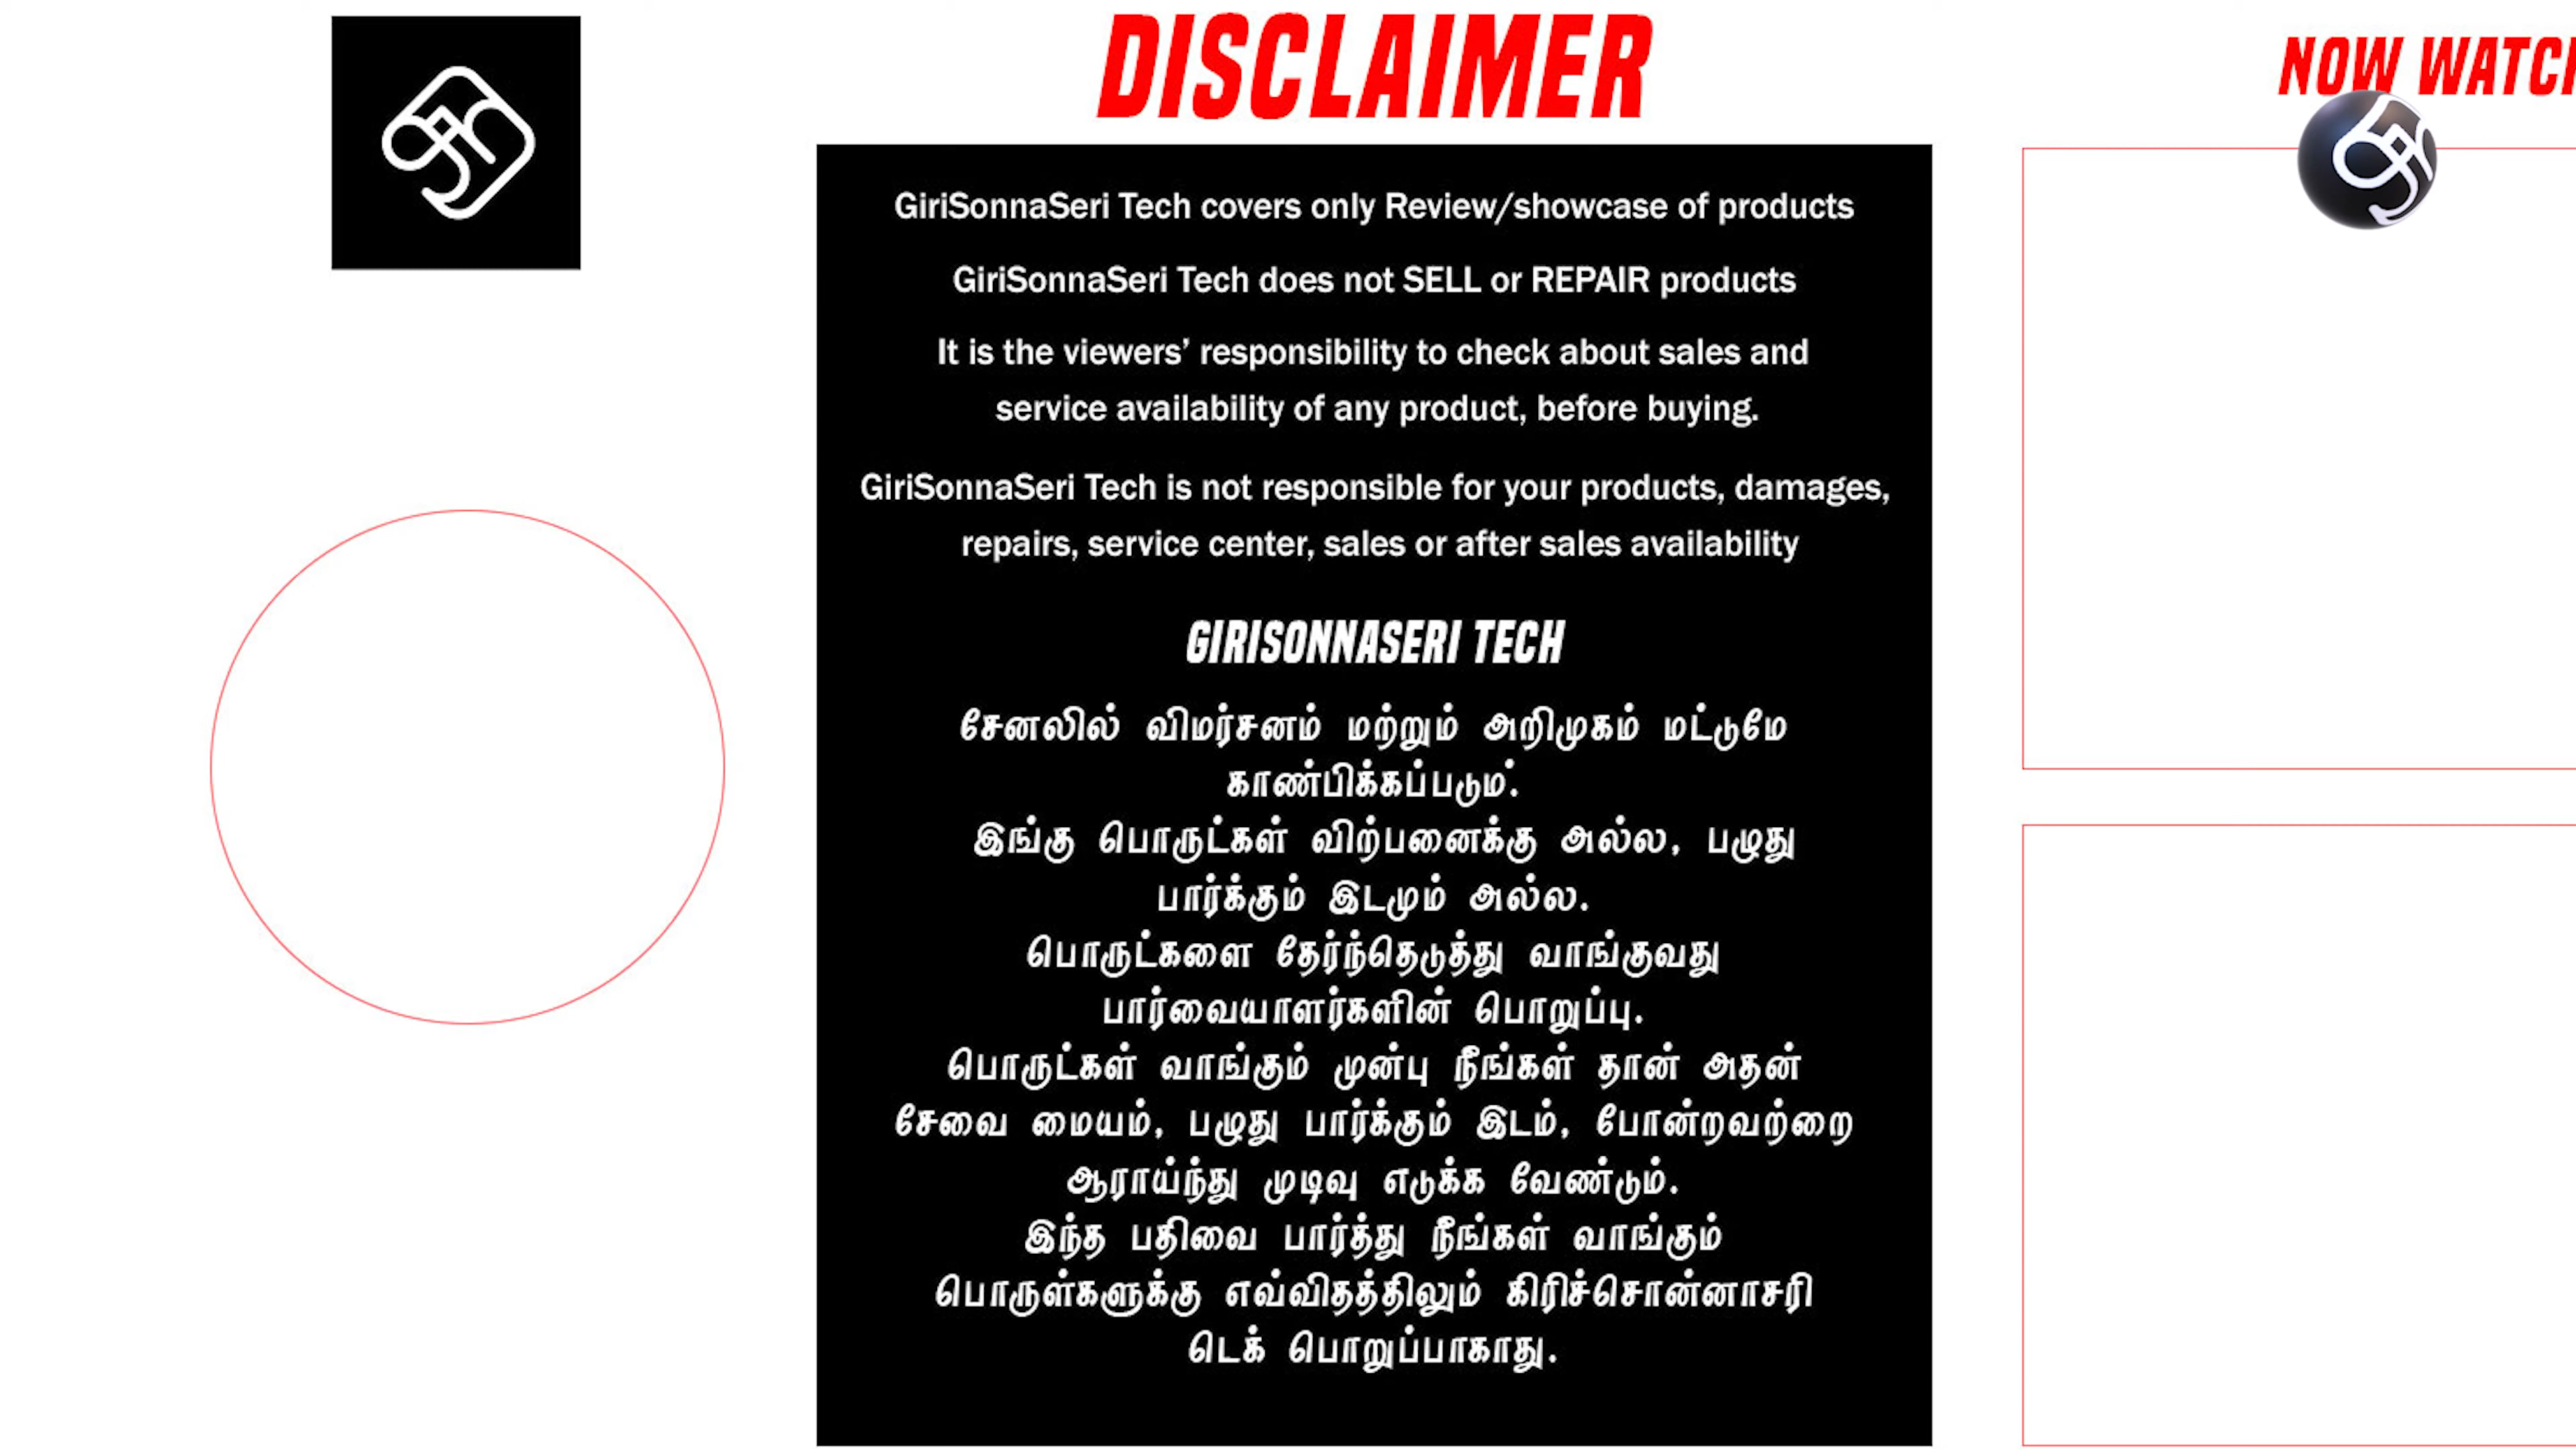 DISCLAIMER
GiriSonnaSeri Tech covers only Review/showcase of products
GiriSonnaSeri Tech does not SELL or REPAIR products
It is the viewers’ responsibility to check about sales and
service availability of any product, before buying.
GiriSonnaSeri Tech is not responsible for your products, damages,
repairs, service center, sales or after sales availability
GIRISONNASERI TECH
சேனலில் விமர்சனம் மற்றும் அறிமுகம் மட்டுமே
காண்பிக்கப்படும்.
இங்கு பொருட்கள் விற்பனைக்கு அல்ல, பழுது
பார்க்கும் இடமும் அல்ல.
பொருட்களை தேர்ந்தெடுத்து வாங்குவது
பார்வையாளர்களின் பொறுப்பு.
பொருட்கள் வாங்கும் முன்பு நீங்கள் தான் அதன்
சேவை மையம், பழுது பார்க்கும் இடம், போன்றவற்றை
ஆராய்ந்து முடிவு எடுக்க வேண்டும்.
இந்த பதிவை பார்த்து நீங்கள் வாங்கும்
பொருள்களுக்கு எவ்விதத்திலும் கிரிச்சொன்னாசரி
டெக் பொறுப்பாகாது.
NOW